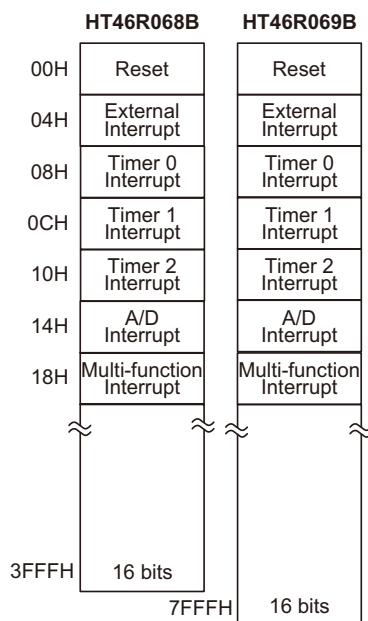 HT46R068B HT46R069B
00H Reset Reset
04H External Interrupt External Interrupt
08H Timer 0 Interrupt Timer 0 Interrupt
0CH Timer 1 Interrupt Timer 1 Interrupt
10H Timer 2 Interrupt Timer 2 Interrupt
14H A/D Interrupt A/D Interrupt
18H Multi-function Interrupt Multi-function Interrupt
3FFFH 16 bits
7FFFH 16 bits